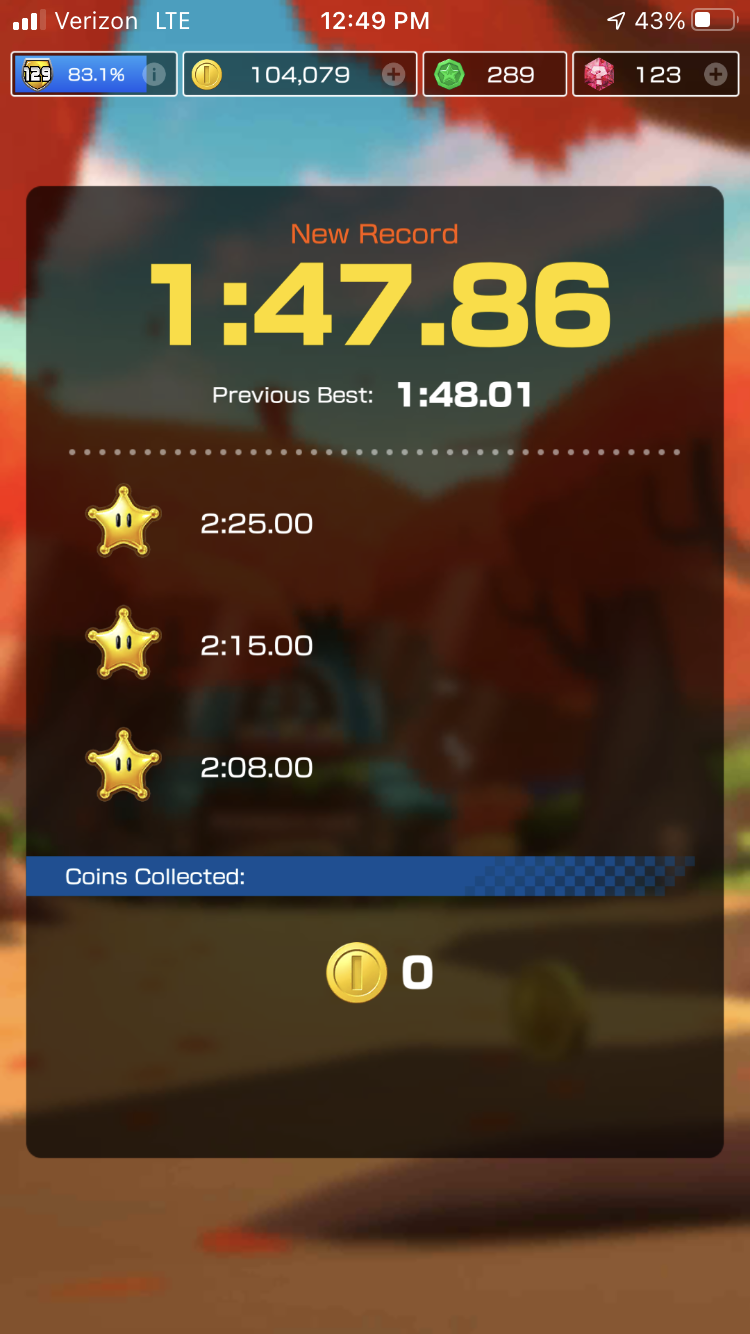 Verizon LTE 12:49 PM 43%
129 83.1% i 104,079 + 289 ? 123 +
New Record
1:47.86
Previous Best: 1:48.01
2:25.00
2:15.00
2:08.00
Coins Collected:
0